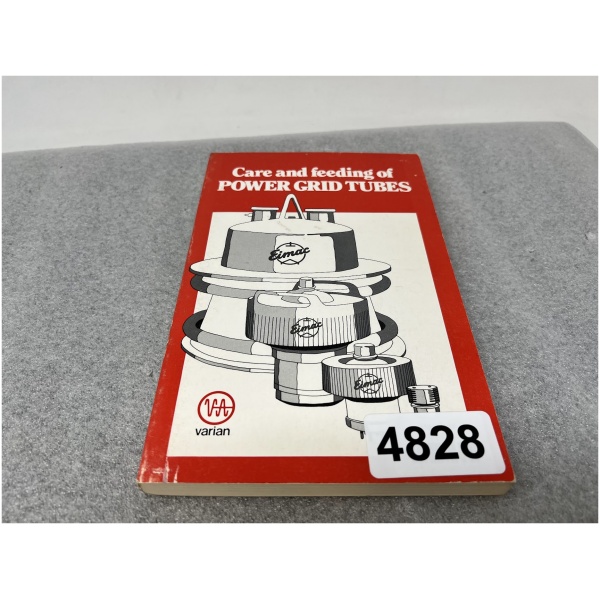 Care and feeding of
POWER GRID TUBES
Eimac
Eimac
Eimac
varian
4828